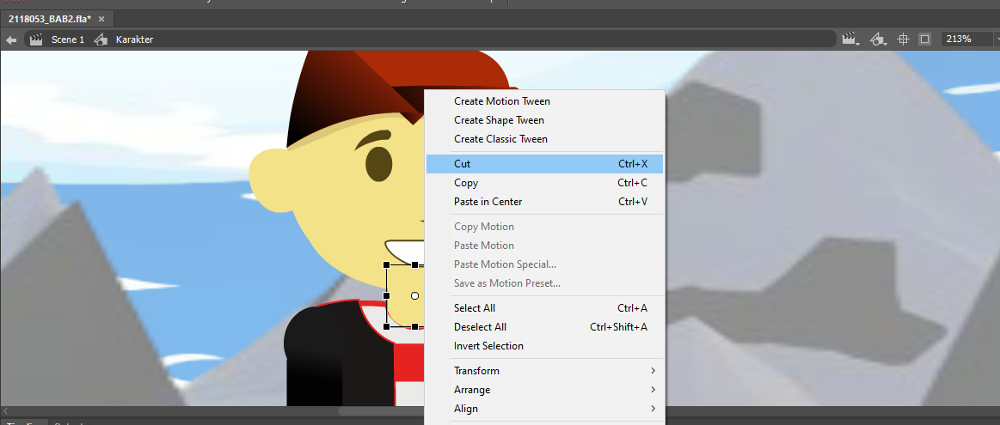 2118053_BAB2.fla* ×
Scene 1 Karakter 213%
Create Motion Tween
Create Shape Tween
Create Classic Tween
Cut Ctrl+X
Copy Ctrl+C
Paste in Center Ctrl+V
Copy Motion
Paste Motion
Paste Motion Special...
Save as Motion Preset...
Select All Ctrl+A
Deselect All Ctrl+Shift+A
Invert Selection
Transform
Arrange
Align